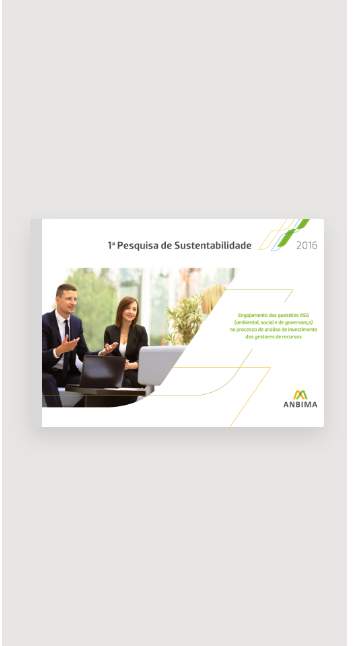 1ª Pesquisa de Sustentabilidade
2016
Engajamento das questões ASG
(ambiental, social e de governança)
no processo de análise de investimento
dos gestores de recursos
ANBIMA